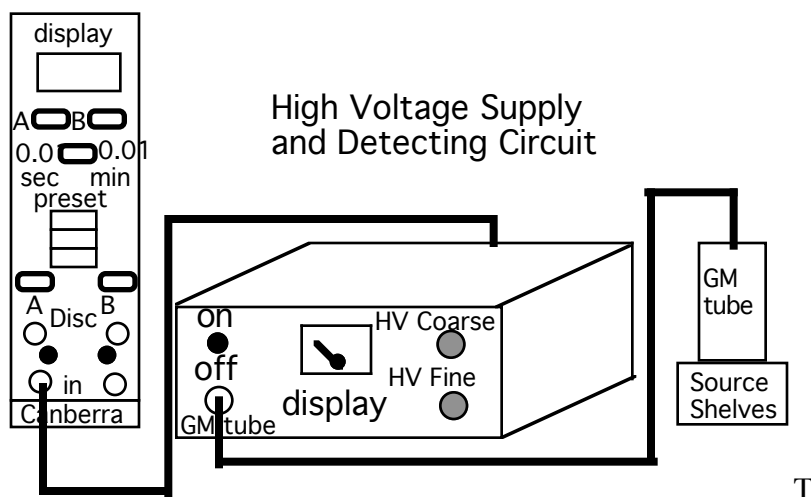 display
A B
0.01 0.01
sec min
preset
A B
Disc
in
Canberra
High Voltage Supply
and Detecting Circuit
on
off
GM tube
display
HV Coarse
HV Fine
GM
tube
Source
Shelves
T